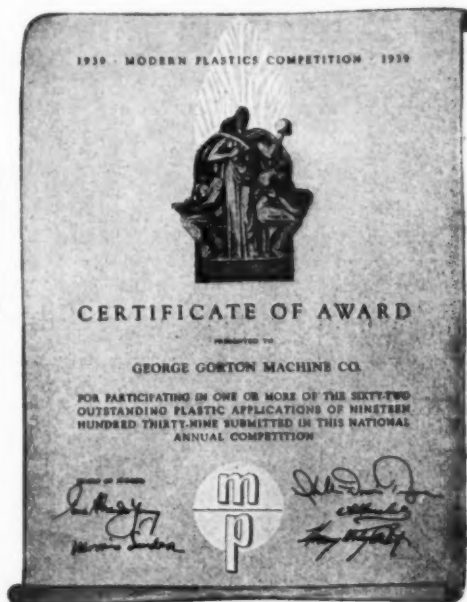 1939 · MODERN PLASTICS COMPETITION · 1939
CERTIFICATE OF AWARD
PRESENTED TO
GEORGE GORTON MACHINE CO.
FOR PARTICIPATING IN ONE OR MORE OF THE SIXTY-TWO
OUTSTANDING PLASTIC APPLICATIONS OF NINETEEN
HUNDRED THIRTY-NINE SUBMITTED IN THIS NATIONAL
ANNUAL COMPETITION
m
p